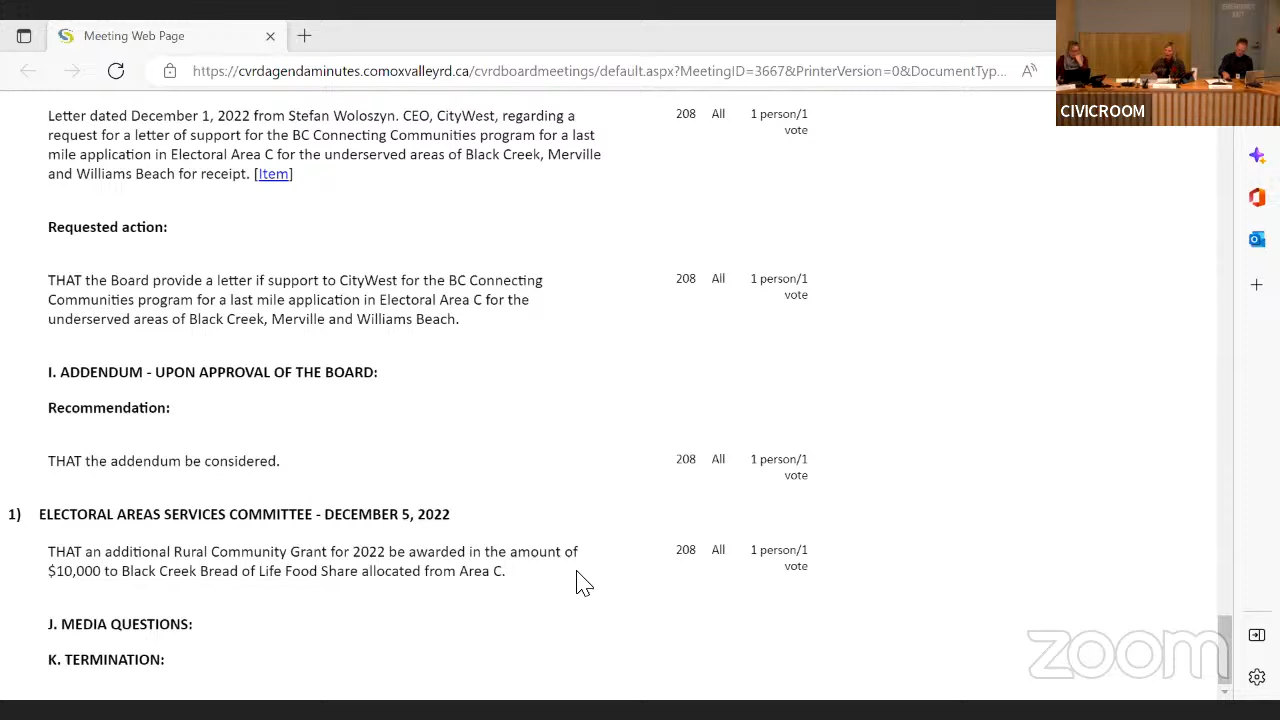 Meeting Web Page
https://cvrdagendaminutes.comoxvalleyrd.ca/cvrdboardmeetings/default.aspx?MeetingID=3667&PrinterVersion=0&DocumentTyp...
CIVICROOM
Letter dated December 1, 2022 from Stefan Woloszyn. CEO, CityWest, regarding a
request for a letter of support for the BC Connecting Communities program for a last
mile application in Electoral Area C for the underserved areas of Black Creek, Merville
and Williams Beach for receipt. [Item]
208 All 1 person/1
vote
Requested action:
THAT the Board provide a letter if support to CityWest for the BC Connecting
Communities program for a last mile application in Electoral Area C for the
underserved areas of Black Creek, Merville and Williams Beach.
208 All 1 person/1
vote
I. ADDENDUM - UPON APPROVAL OF THE BOARD:
Recommendation:
THAT the addendum be considered.
208 All 1 person/1
vote
1) ELECTORAL AREAS SERVICES COMMITTEE - DECEMBER 5, 2022
THAT an additional Rural Community Grant for 2022 be awarded in the amount of
$10,000 to Black Creek Bread of Life Food Share allocated from Area C.
208 All 1 person/1
vote
J. MEDIA QUESTIONS:
K. TERMINATION:
zoom